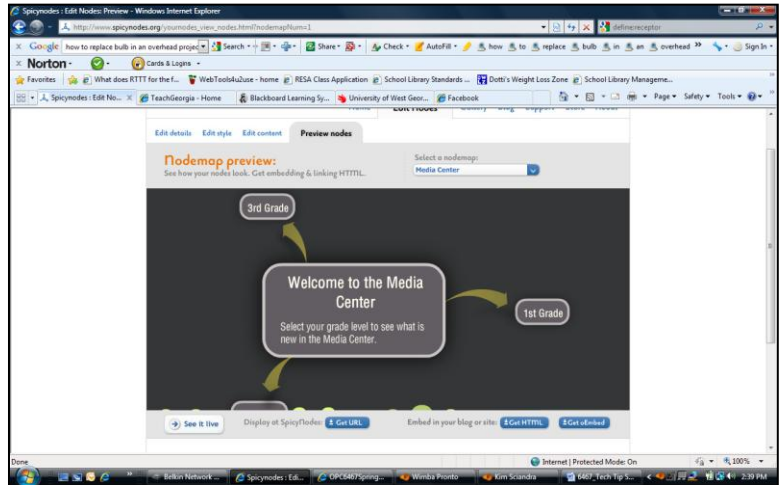 Spicynodes : Edit Nodes: Preview - Windows Internet Explorer
http://www.spicynodes.org/yournodes_view_nodes.html?nodemapNum=1
define:receptor
Google how to replace bulb in an overhead projec Search Share Check AutoFill how to replace bulb in an overhead Sign In
Norton Cards & Logins
Favorites What does RTTT for the f... WebTools4u2use - home RESA Class Application School Library Standards ... Dotti's Weight Loss Zone School Library Manageme...
Spicynodes : Edit No... TeachGeorgia - Home Blackboard Learning Sy... University of West Geor... Facebook Page Safety Tools
Edit details Edit style Edit content Preview nodes
Nodemap preview:
See how your nodes look. Get embedding & linking HTML.
Select a nodemap:
Media Center
3rd Grade
Welcome to the Media
Center
Select your grade level to see what is
new in the Media Center.
1st Grade
See it live Display at SpicyNodes: Get URL Embed in your blog or site: Get HTML Get oEmbed
Done Internet | Protected Mode: On 100%
Belkin Network ... Spicynodes : Edi... OPC6467Spring... Wimba Pronto Kim Sciandra 6467_Tech Tip S... 2:39 PM